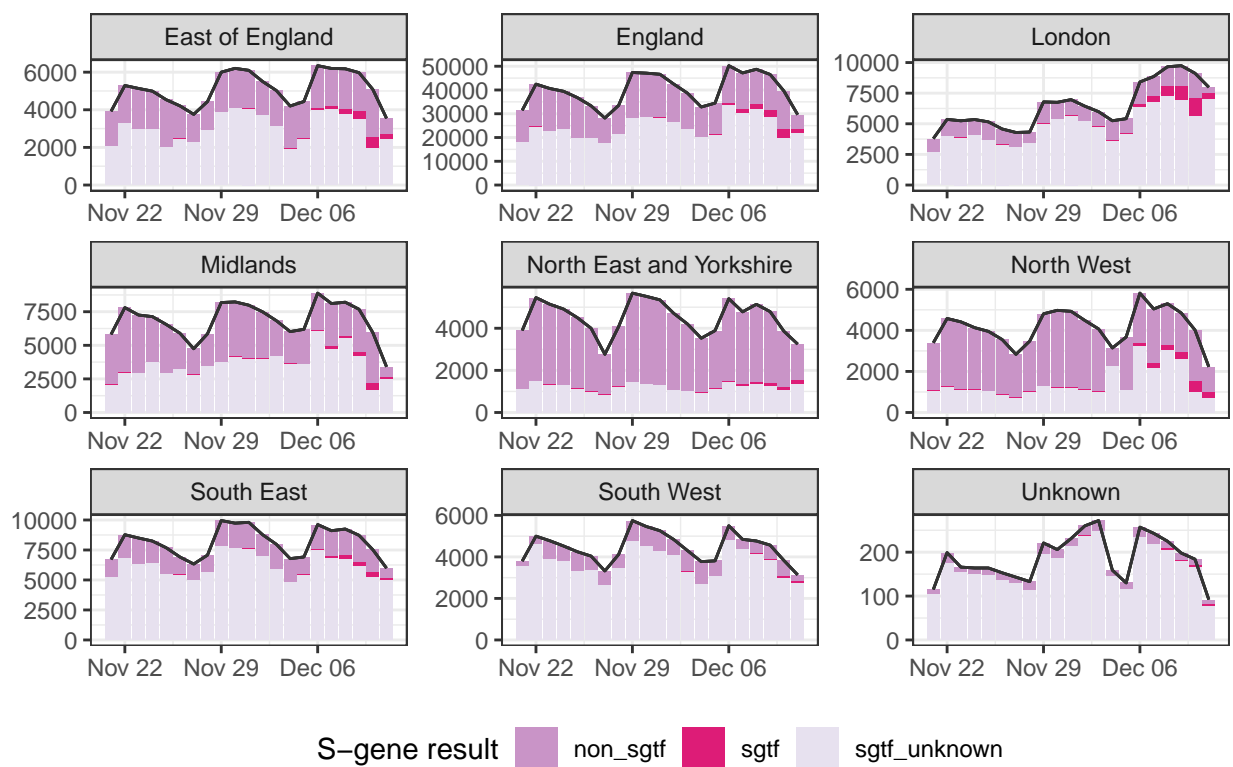 East of England
England
London
6000
4000
2000
0
50000
40000
30000
20000
10000
0
10000
7500
5000
2500
0
Nov 22 Nov 29 Dec 06
Nov 22 Nov 29 Dec 06
Nov 22 Nov 29 Dec 06
Midlands
North East and Yorkshire
North West
7500
5000
2500
0
4000
2000
0
6000
4000
2000
0
Nov 22 Nov 29 Dec 06
Nov 22 Nov 29 Dec 06
Nov 22 Nov 29 Dec 06
South East
South West
Unknown
10000
7500
5000
2500
0
6000
4000
2000
0
200
100
0
Nov 22 Nov 29 Dec 06
Nov 22 Nov 29 Dec 06
Nov 22 Nov 29 Dec 06
S−gene result non_sgtf sgtf sgtf_unknown